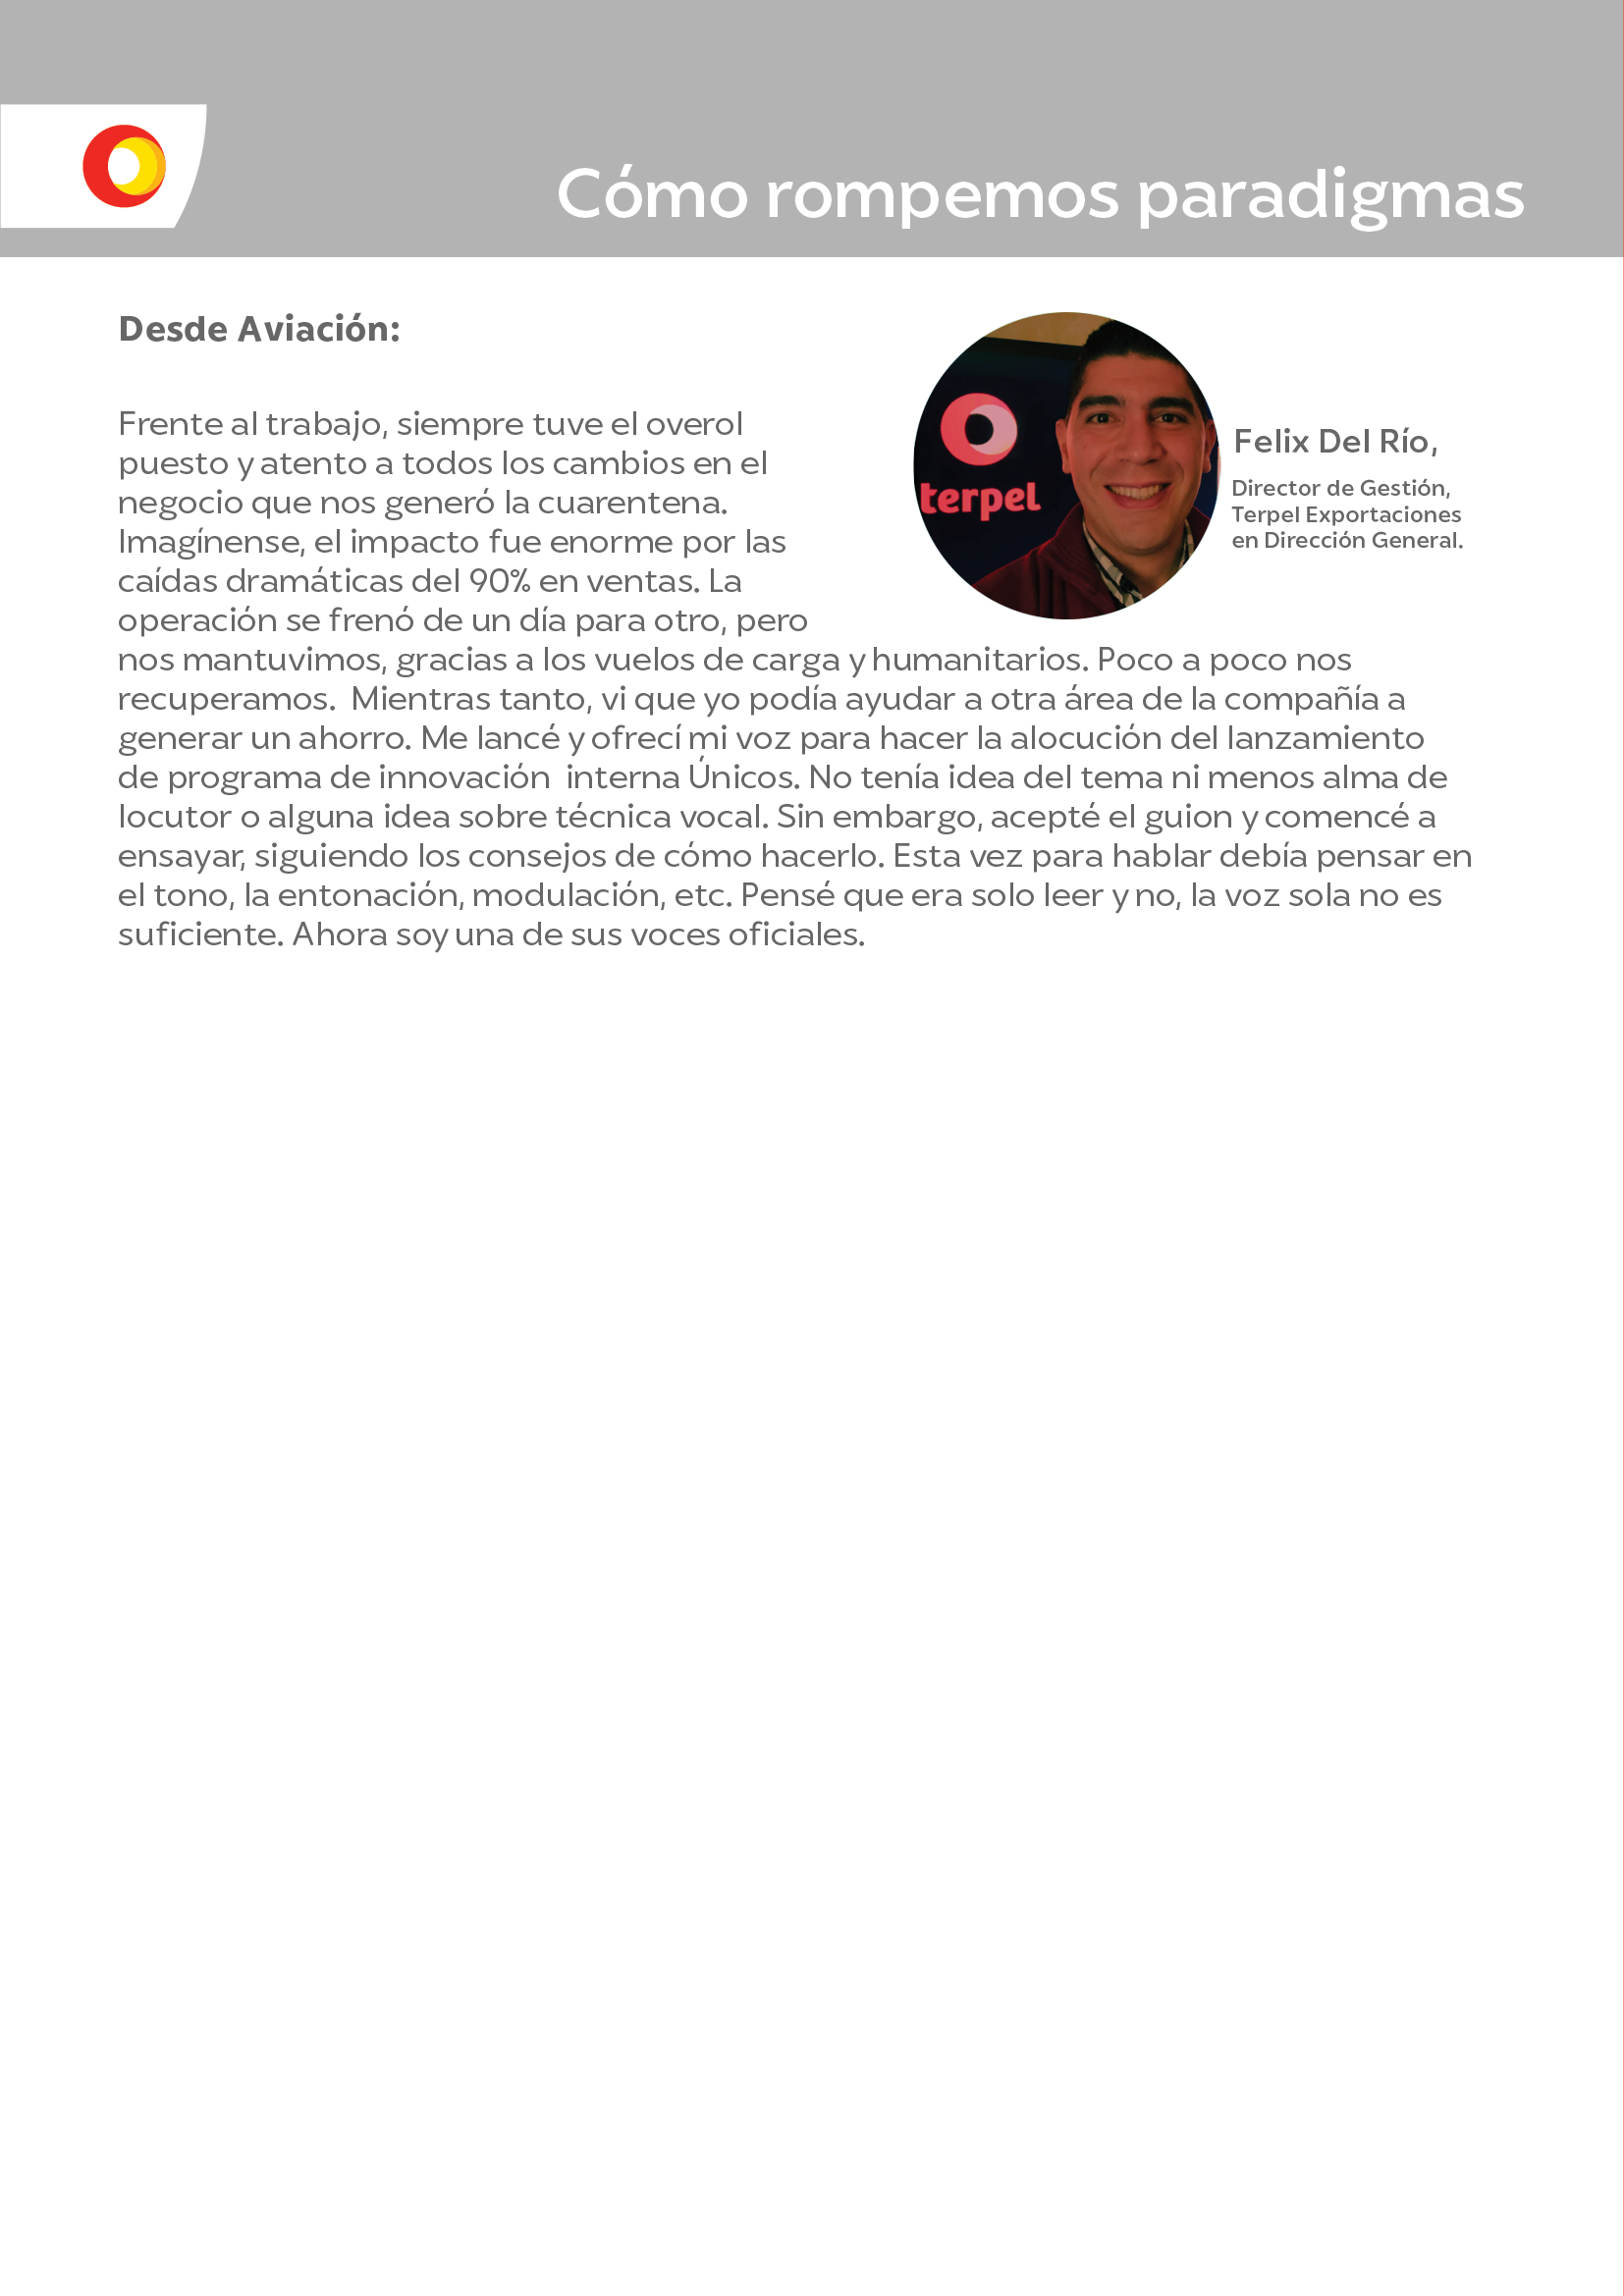 Cómo rompemos paradigmas
Desde Aviación:
Frente al trabajo, siempre tuve el overol
puesto y atento a todos los cambios en el
negocio que nos generó la cuarentena.
Imagínense, el impacto fue enorme por las
caídas dramáticas del 90% en ventas. La
operación se frenó de un día para otro, pero
nos mantuvimos, gracias a los vuelos de carga y humanitarios. Poco a poco nos
recuperamos.  Mientras tanto, vi que yo podía ayudar a otra área de la compañía a
generar un ahorro. Me lancé y ofrecí mi voz para hacer la alocución del lanzamiento
de programa de innovación  interna Únicos. No tenía idea del tema ni menos alma de
locutor o alguna idea sobre técnica vocal. Sin embargo, acepté el guion y comencé a
ensayar, siguiendo los consejos de cómo hacerlo. Esta vez para hablar debía pensar en
el tono, la entonación, modulación, etc. Pensé que era solo leer y no, la voz sola no es
suficiente. Ahora soy una de sus voces oficiales.
terpel
Felix Del Río,
Director de Gestión,
Terpel Exportaciones
en Dirección General.